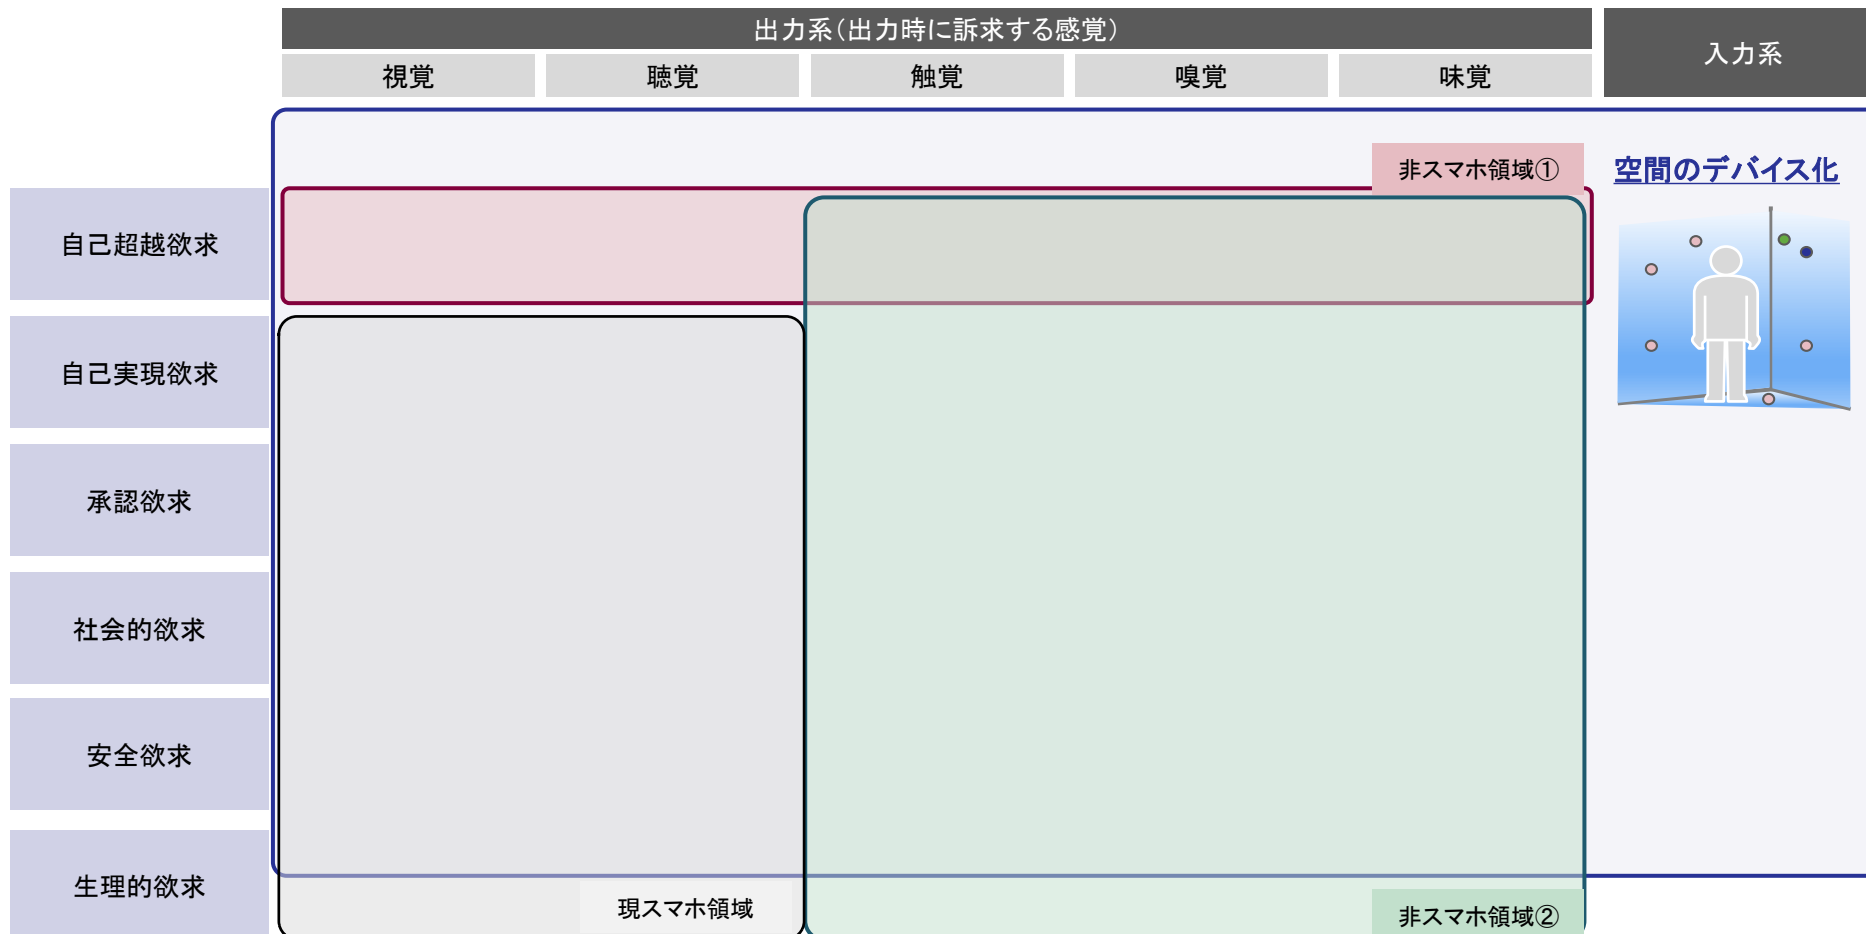 出力系(出力時に訴求する感覚)
入力系
視覚
聴覚
触覚
嗅覚
味覚
非スマホ領域①
空間のデバイス化
自己超越欲求
自己実現欲求
承認欲求
社会的欲求
安全欲求
生理的欲求
現スマホ領域
非スマホ領域②